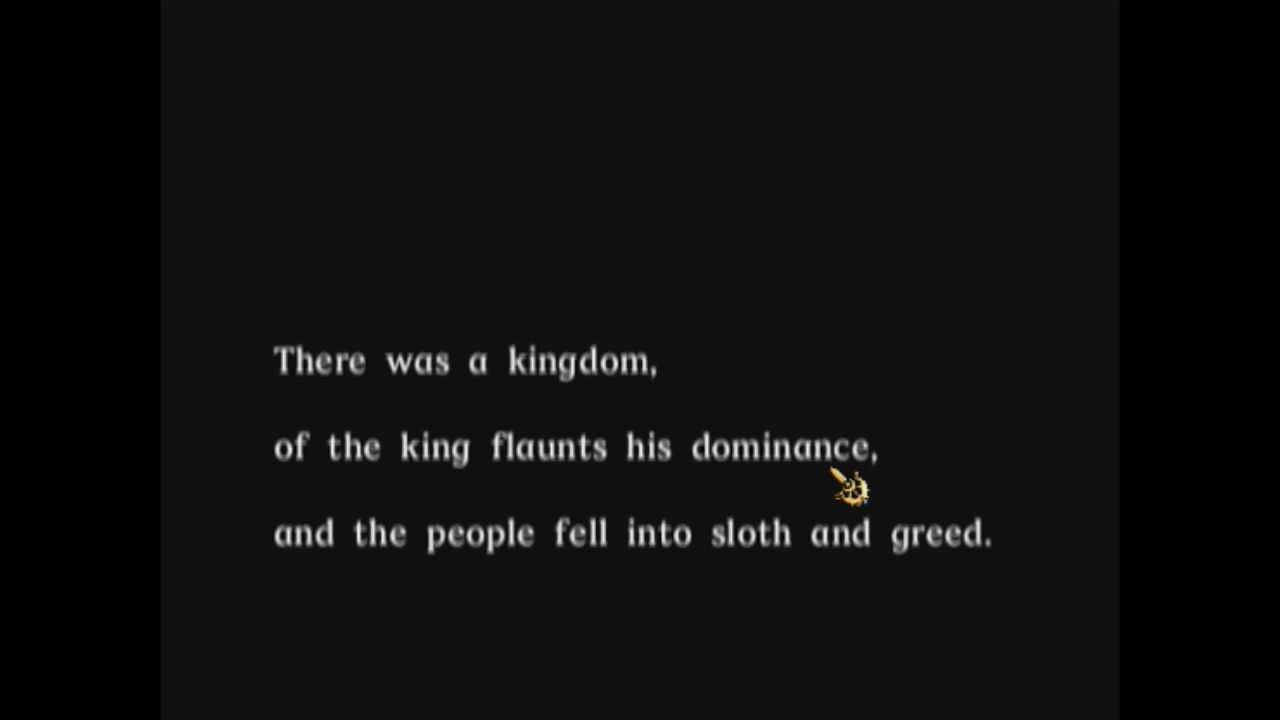 There was a kingdom,
of the king flaunts his dominance,
and the people fell into sloth and greed.